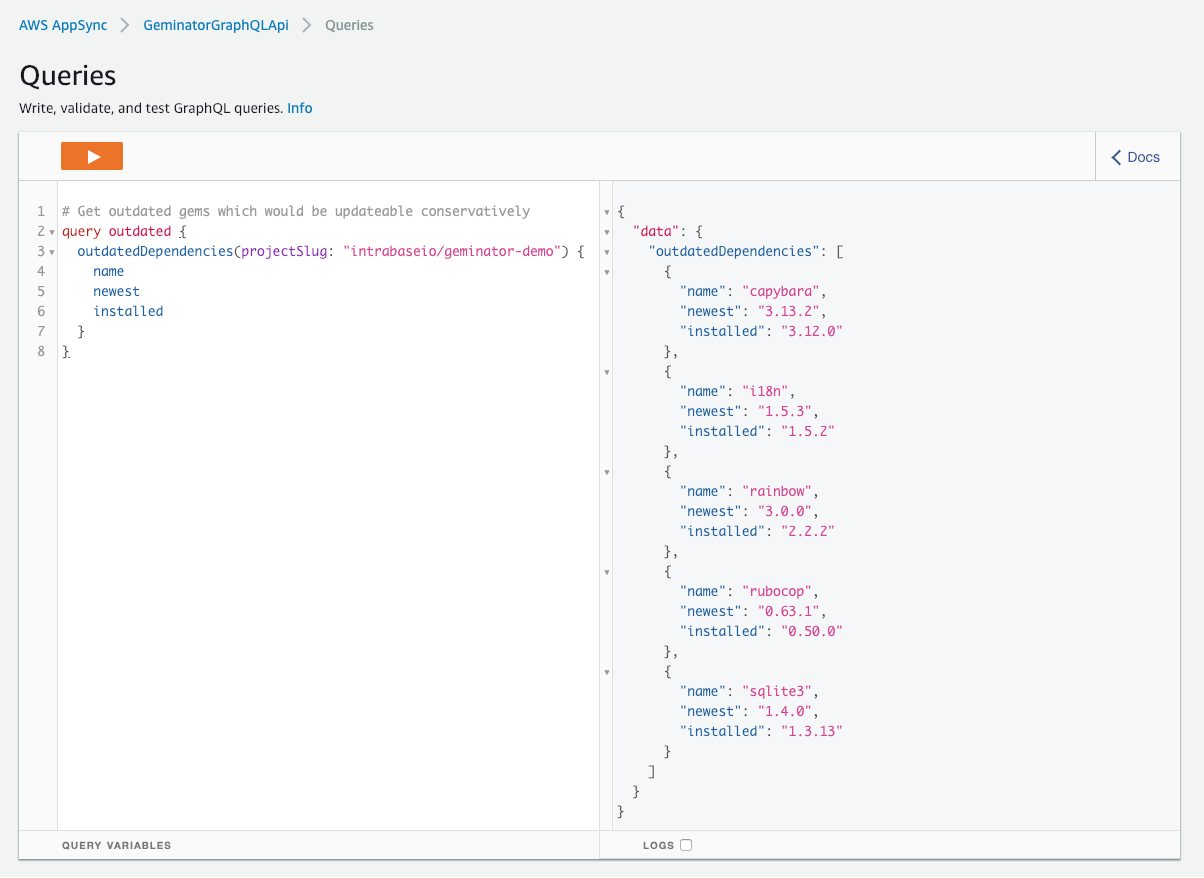 AWS AppSync > GeminatorGraphQLApi > Queries
Queries
Write, validate, and test GraphQL queries. Info
Docs
1 # Get outdated gems which would be updateable conservatively
2 query outdated {
3 outdatedDependencies(projectSlug: "intrabaseio/geminator-demo") {
4 name
5 newest
6 installed
7 }
8 }
{
"data": {
"outdatedDependencies": [
{
"name": "capybara",
"newest": "3.13.2",
"installed": "3.12.0"
},
{
"name": "i18n",
"newest": "1.5.3",
"installed": "1.5.2"
},
{
"name": "rainbow",
"newest": "3.0.0",
"installed": "2.2.2"
},
{
"name": "rubocop",
"newest": "0.63.1",
"installed": "0.50.0"
},
{
"name": "sqlite3",
"newest": "1.4.0",
"installed": "1.3.13"
}
]
}
}
QUERY VARIABLES
LOGS